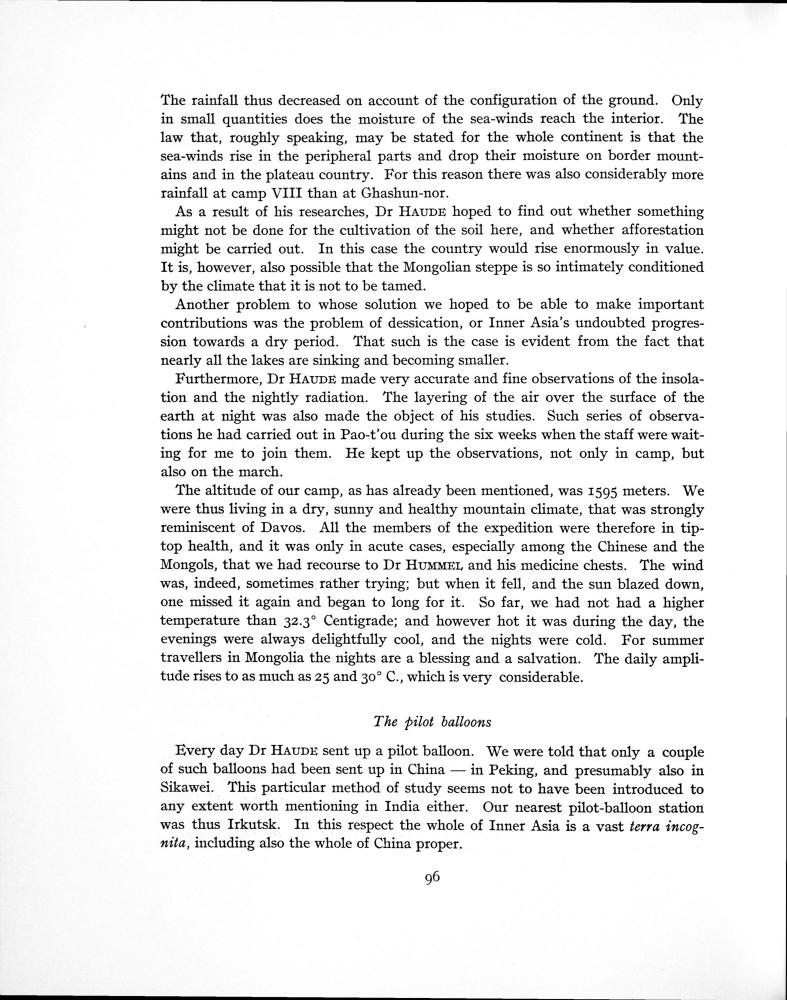 The rainfall thus decreased on account of the configuration of the ground. Only
in small quantities does the moisture of the sea-winds reach the interior. The
law that, roughly speaking, may be stated for the whole continent is that the
sea-winds rise in the peripheral parts and drop their moisture on border mount-
ains and in the plateau country. For this reason there was also considerably more
rainfall at camp VIII than at Ghashun-nor.
As a result of his researches, Dr HAUDE hoped to find out whether something
might not be done for the cultivation of the soil here, and whether afforestation
might be carried out. In this case the country would rise enormously in value.
It is, however, also possible that the Mongolian steppe is so intimately conditioned
by the climate that it is not to be tamed.
Another problem to whose solution we hoped to be able to make important
contributions was the problem of dessication, or Inner Asia's undoubted progres-
sion towards a dry period. That such is the case is evident from the fact that
nearly all the lakes are sinking and becoming smaller.
Furthermore, Dr HAUDE made very accurate and fine observations of the insola-
tion and the nightly radiation. The layering of the air over the surface of the
earth at night was also made the object of his studies. Such series of observa-
tions he had carried out in Pao-t'ou during the six weeks when the staff were wait-
ing for me to join them. He kept up the observations, not only in camp, but
also on the march.
The altitude of our camp, as has already been mentioned, was 1595 meters. We
were thus living in a dry, sunny and healthy mountain climate, that was strongly
reminiscent of Davos. All the members of the expedition were therefore in tip-
top health, and it was only in acute cases, especially among the Chinese and the
Mongols, that we had recourse to Dr HUMMEL and his medicine chests. The wind
was, indeed, sometimes rather trying; but when it fell, and the sun blazed down,
one missed it again and began to long for it. So far, we had not had a higher
temperature than 32.3° Centigrade; and however hot it was during the day, the
evenings were always delightfully cool, and the nights were cold. For summer
travellers in Mongolia the nights are a blessing and a salvation. The daily ampli-
tude rises to as much as 25 and 30° C., which is very considerable.
The pilot balloons
Every day Dr HAUDE sent up a pilot balloon. We were told that only a couple
of such balloons had been sent up in China — in Peking, and presumably also in
Sikawei. This particular method of study seems not to have been introduced to
any extent worth mentioning in India either. Our nearest pilot-balloon station
was thus Irkutsk. In this respect the whole of Inner Asia is a vast terra incog-
nita, including also the whole of China proper.
96